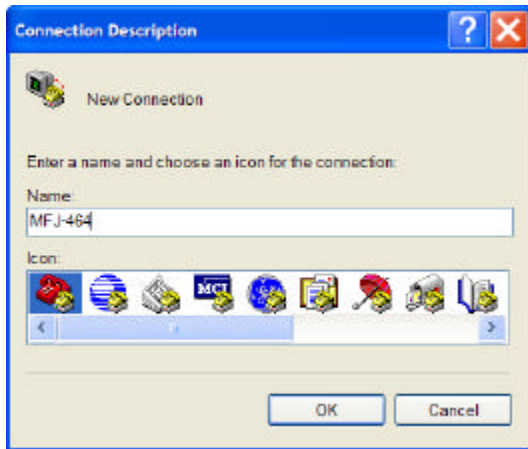 Connection Description
New Connection
Enter a name and choose an icon for the connection:
Name:
MFJ-464
Icon:
MCI
OK
Cancel